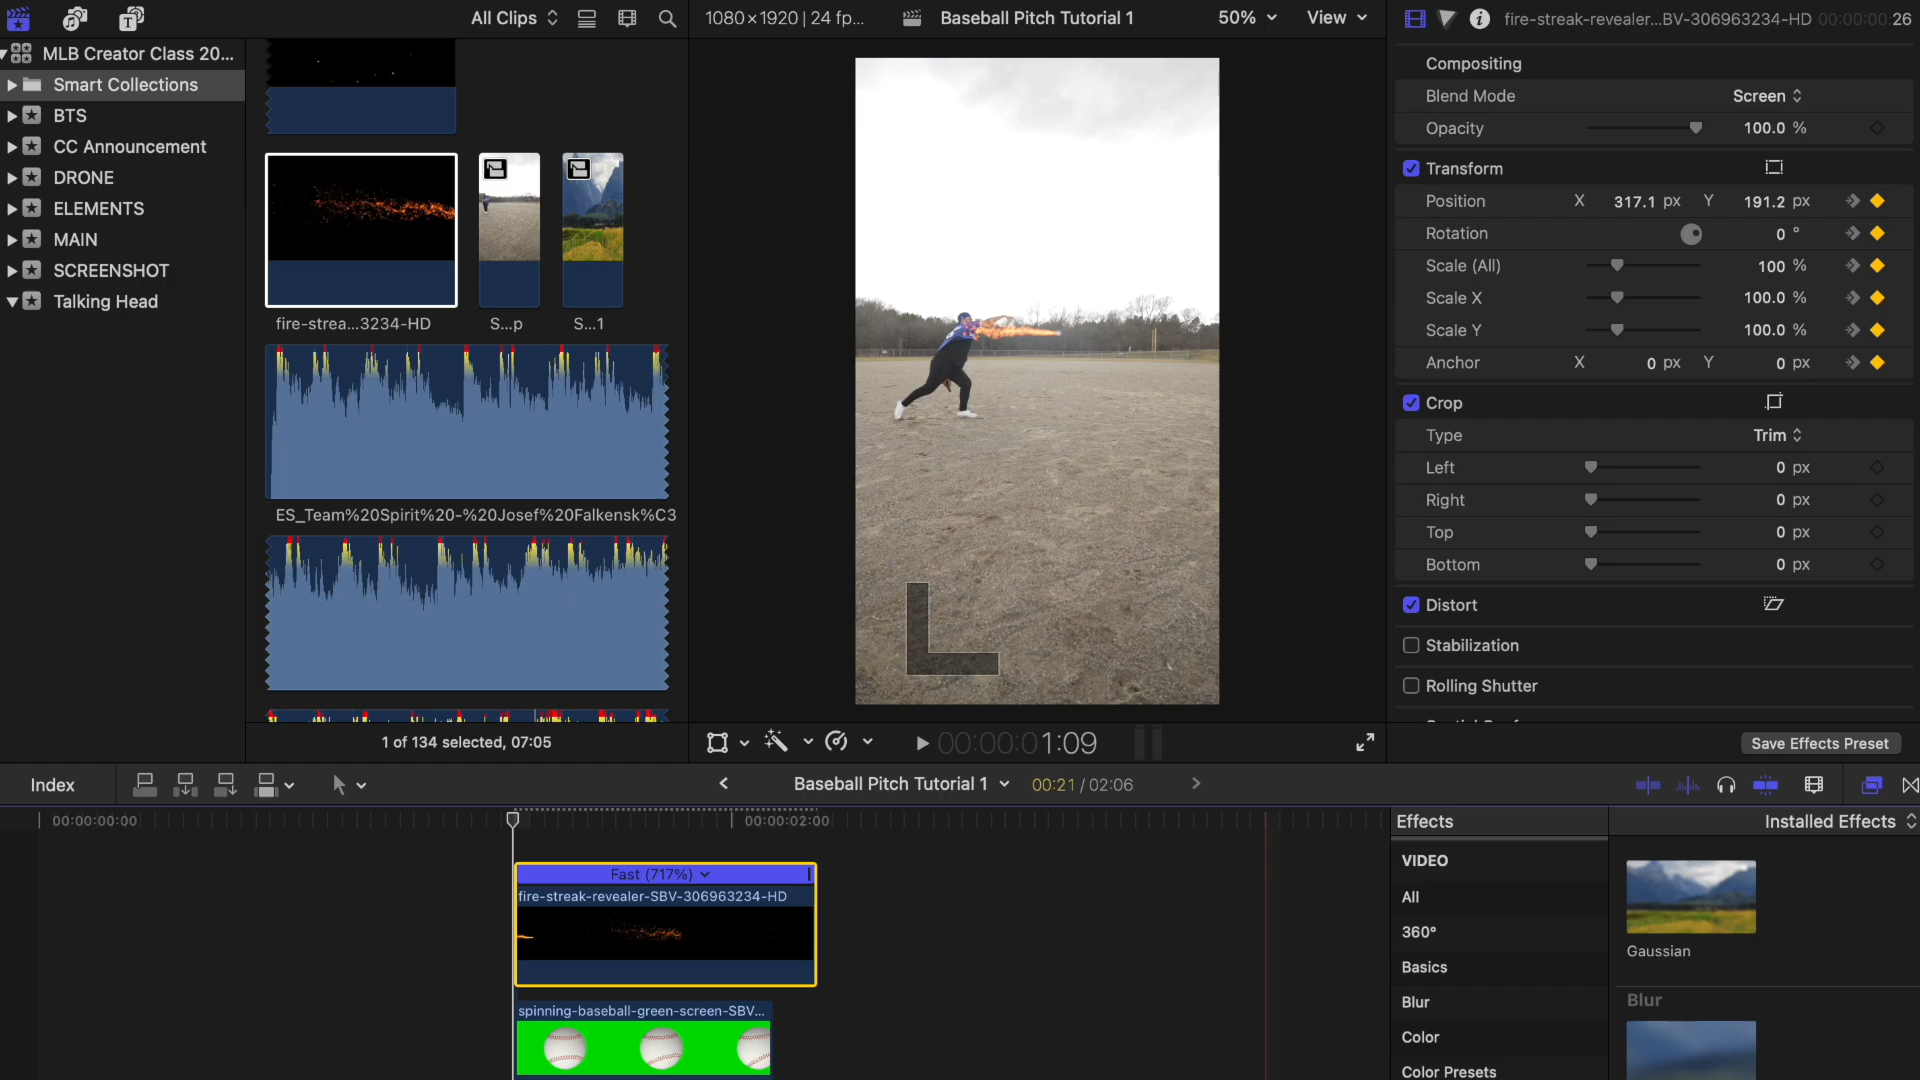 All Clips
1080×1920 | 24 fp...
Baseball Pitch Tutorial 1
50%
View
fire-streak-revealer...BV-306963234-HD
00:00:00:26
MLB Creator Class 20...
Smart Collections
BTS
CC Announcement
DRONE
ELEMENTS
MAIN
SCREENSHOT
Talking Head
fire-strea...3234-HD
S...p
S...1
ES_Team%20Spirit%20-%20Josef%20Falkensk%C3
1 of 134 selected, 07:05
00:00:01:09
Compositing
Blend Mode Screen
Opacity 100.0 %
Transform
Position X 317.1 px Y 191.2 px
Rotation 0 °
Scale (All) 100 %
Scale X 100.0 %
Scale Y 100.0 %
Anchor X 0 px Y 0 px
Crop
Type Trim
Left 0 px
Right 0 px
Top 0 px
Bottom 0 px
Distort
Stabilization
Rolling Shutter
Save Effects Preset
Index
Baseball Pitch Tutorial 1
00:21 / 02:06
00:00:00:00
00:00:02:00
Fast (717%)
fire-streak-revealer-SBV-306963234-HD
spinning-baseball-green-screen-SBV...
Effects
Installed Effects
VIDEO
All
360°
Basics
Blur
Color
Color Presets
Gaussian
Blur